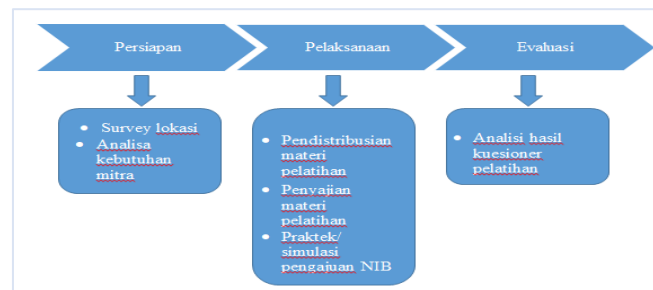 Persiapan
Pelaksanaan
Evaluasi
• Survey lokasi
• Analisa
kebutuhan
mitra
• Pendistribusian
materi
pelatihan
• Penyajian
materi
pelatihan
• Praktek/
simulasi
pengajuan NIB
• Analisi hasil
kuesioner
pelatihan